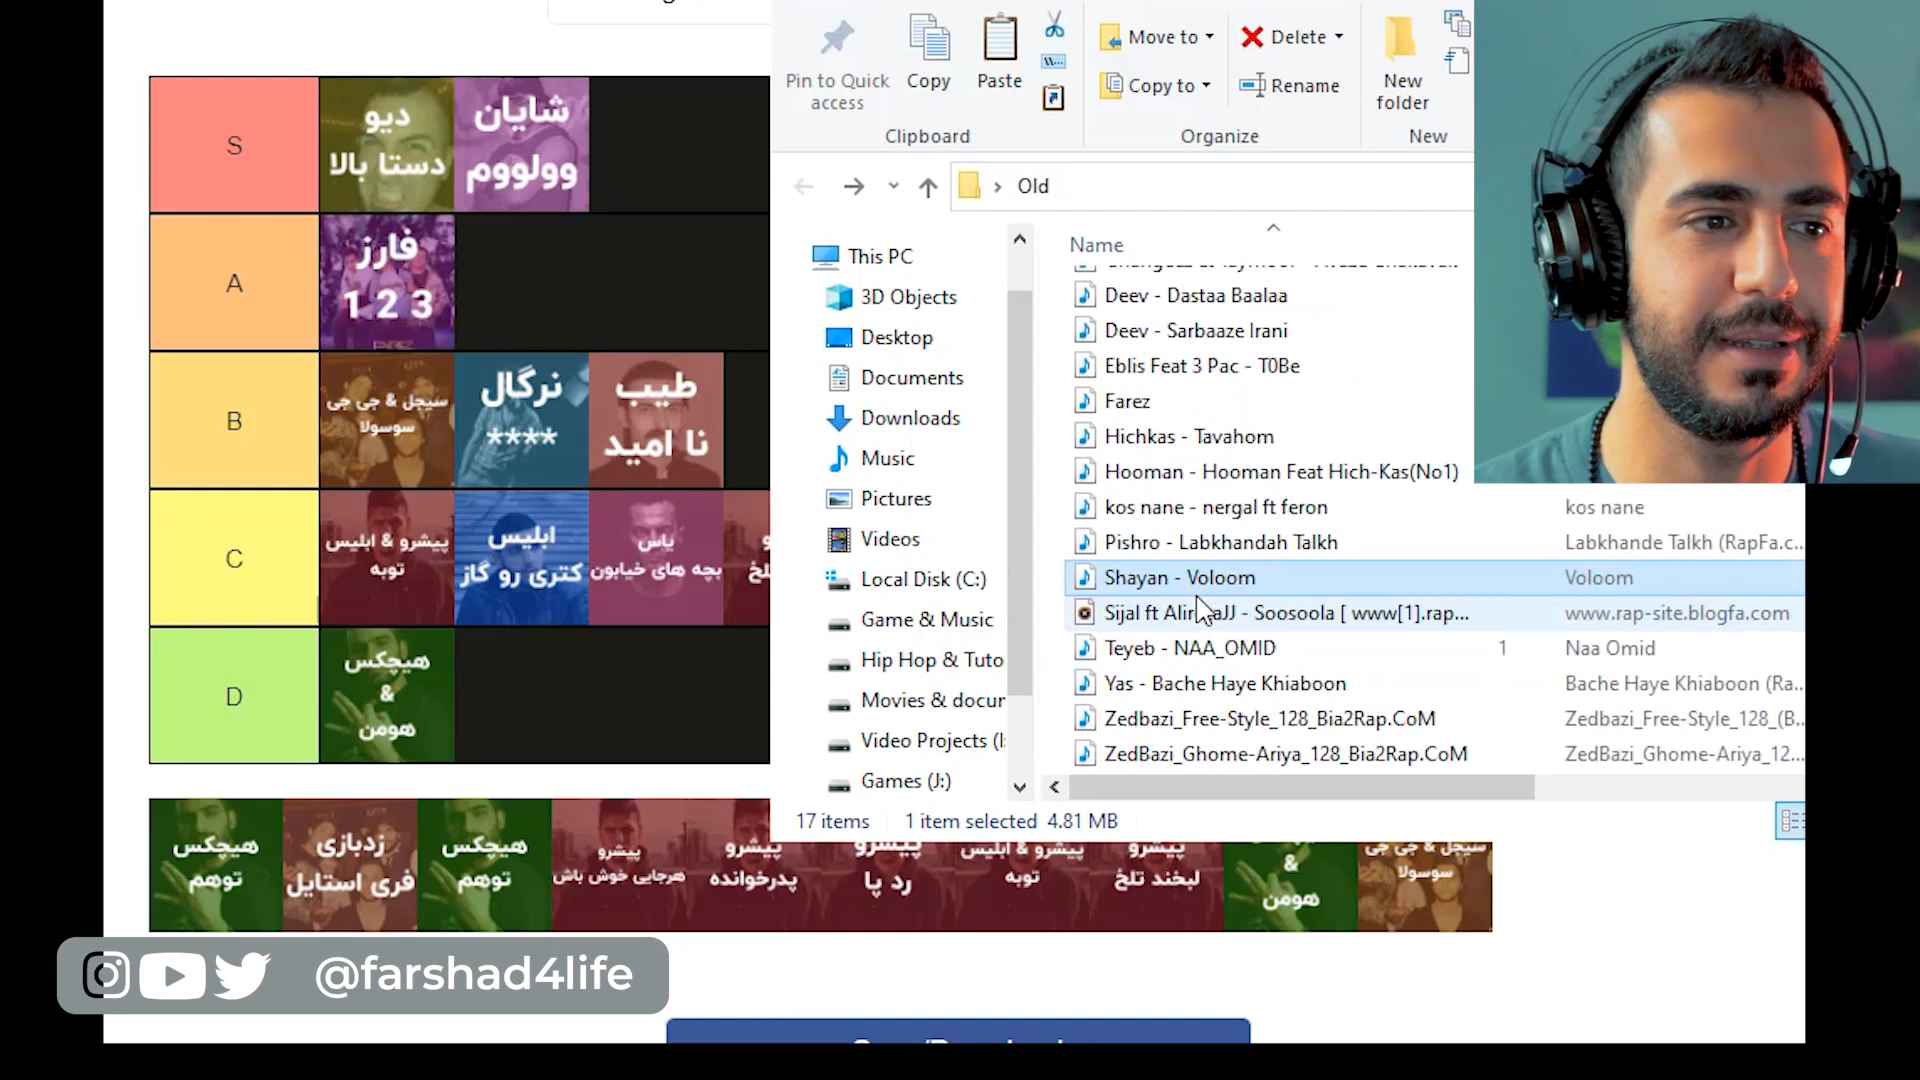 S
دیو
دستا بالا
شایان
وولووم
A
فارز
1 2 3
B
سیجل & جی جی
سوسولا
نرگال
****
طیب
نا امید
C
پیشرو & ابلیس
توبه
ابلیس
کتری رو گاز
یاس
بچه های خیابون
D
هیچکس
&
هومن
هیچکس
توهم
زدبازی
فری استایل
هیچکس
توهم
پیشرو
هرجایی خوش باش
پیشرو
پدرخوانده
پیشرو
رد پا
پیشرو & ابلیس
توبه
پیشرو
لبخند تلخ
&
هومن
سیجل & جی جی
سوسولا
Pin to Quick
access
Copy
Paste
Clipboard
Move to
Copy to
Delete
Rename
Organize
New
folder
New
Old
This PC
3D Objects
Desktop
Documents
Downloads
Music
Pictures
Videos
Local Disk (C:)
Game & Music
Hip Hop & Tuto
Movies & docur
Video Projects (I:
Games (J:)
Name
Deev - Dastaa Baalaa
Deev - Sarbaaze Irani
Eblis Feat 3 Pac - T0Be
Farez
Hichkas - Tavahom
Hooman - Hooman Feat Hich-Kas(No1)
kos nane - nergal ft feron kos nane
Pishro - Labkhandah Talkh Labkhande Talkh (RapFa.c...
Shayan - Voloom Voloom
Sijal ft JJ - Soosoola [ www[1].rap... www.rap-site.blogfa.com
Teyeb - NAA_OMID 1 Naa Omid
Yas - Bache Haye Khiaboon Bache Haye Khiaboon (Ra...
Zedbazi_Free-Style_128_Bia2Rap.CoM Zedbazi_Free-Style_128_(B...
ZedBazi_Ghome-Ariya_128_Bia2Rap.CoM ZedBazi_Ghome-Ariya_12...
17 items 1 item selected 4.81 MB
@farshad4life